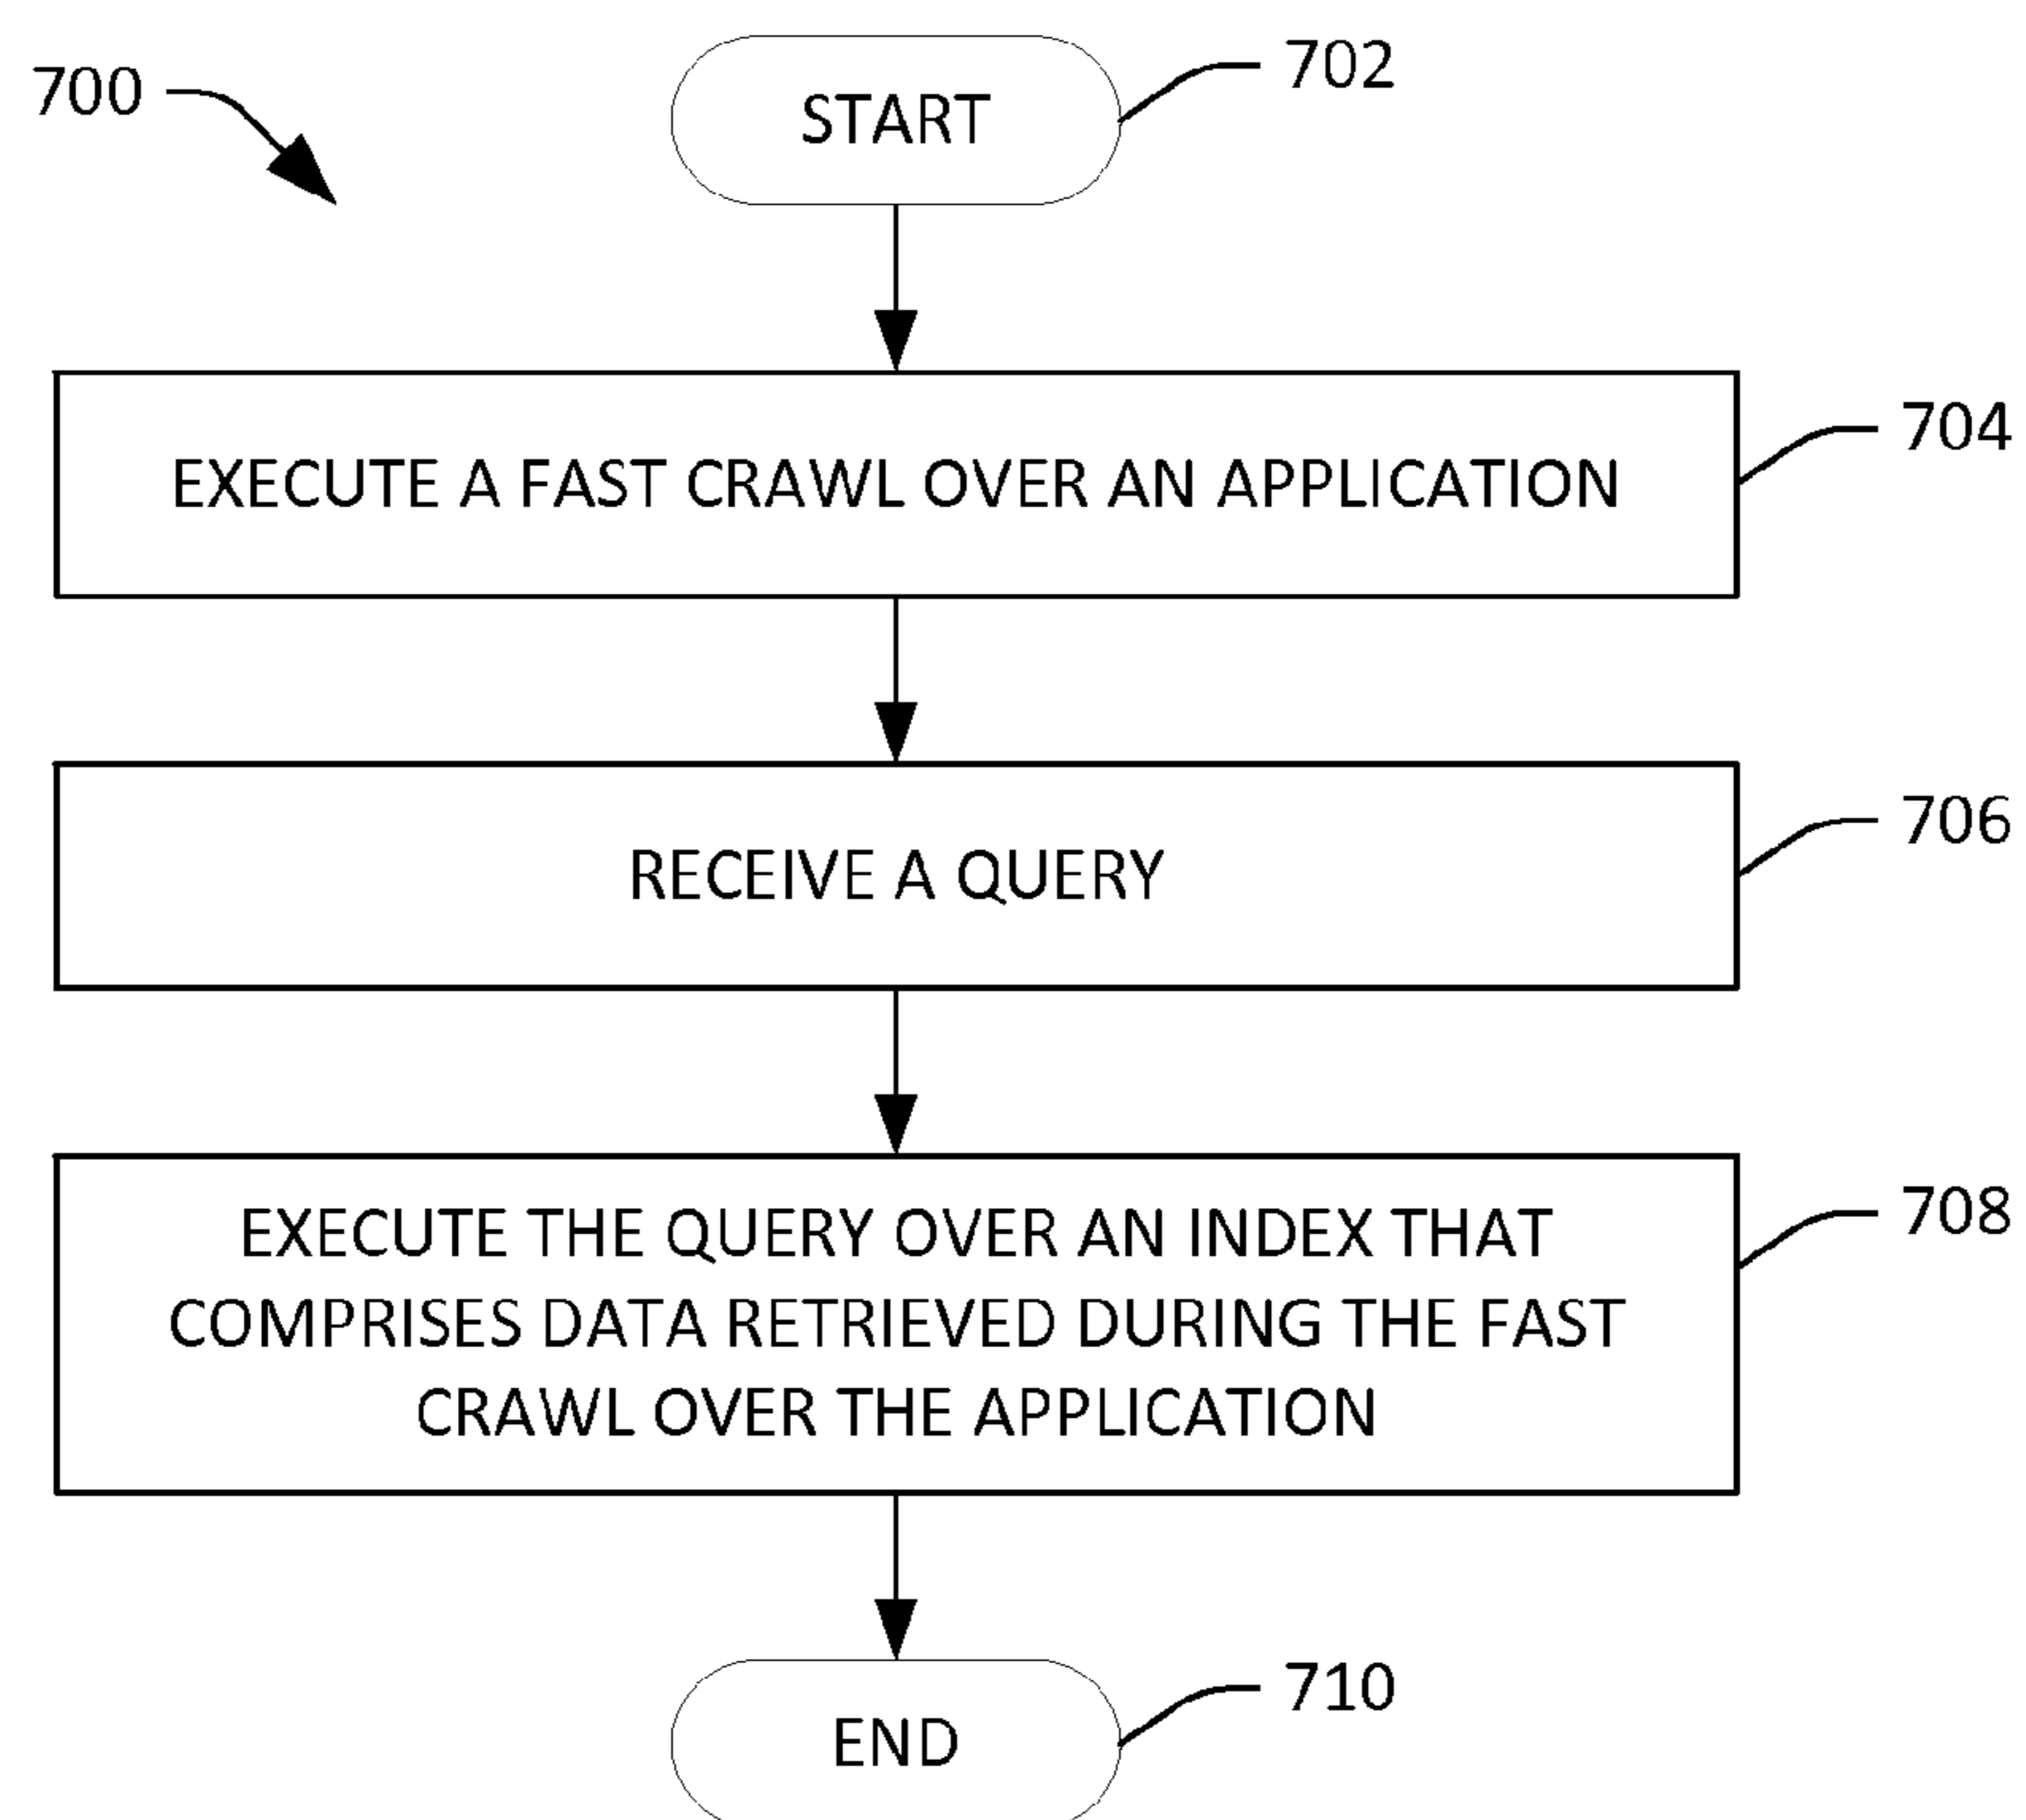 700
START
702
EXECUTE A FAST CRAWL OVER AN APPLICATION
704
RECEIVE A QUERY
706
EXECUTE THE QUERY OVER AN INDEX THAT
COMPRISES DATA RETRIEVED DURING THE FAST
CRAWL OVER THE APPLICATION
708
END
710